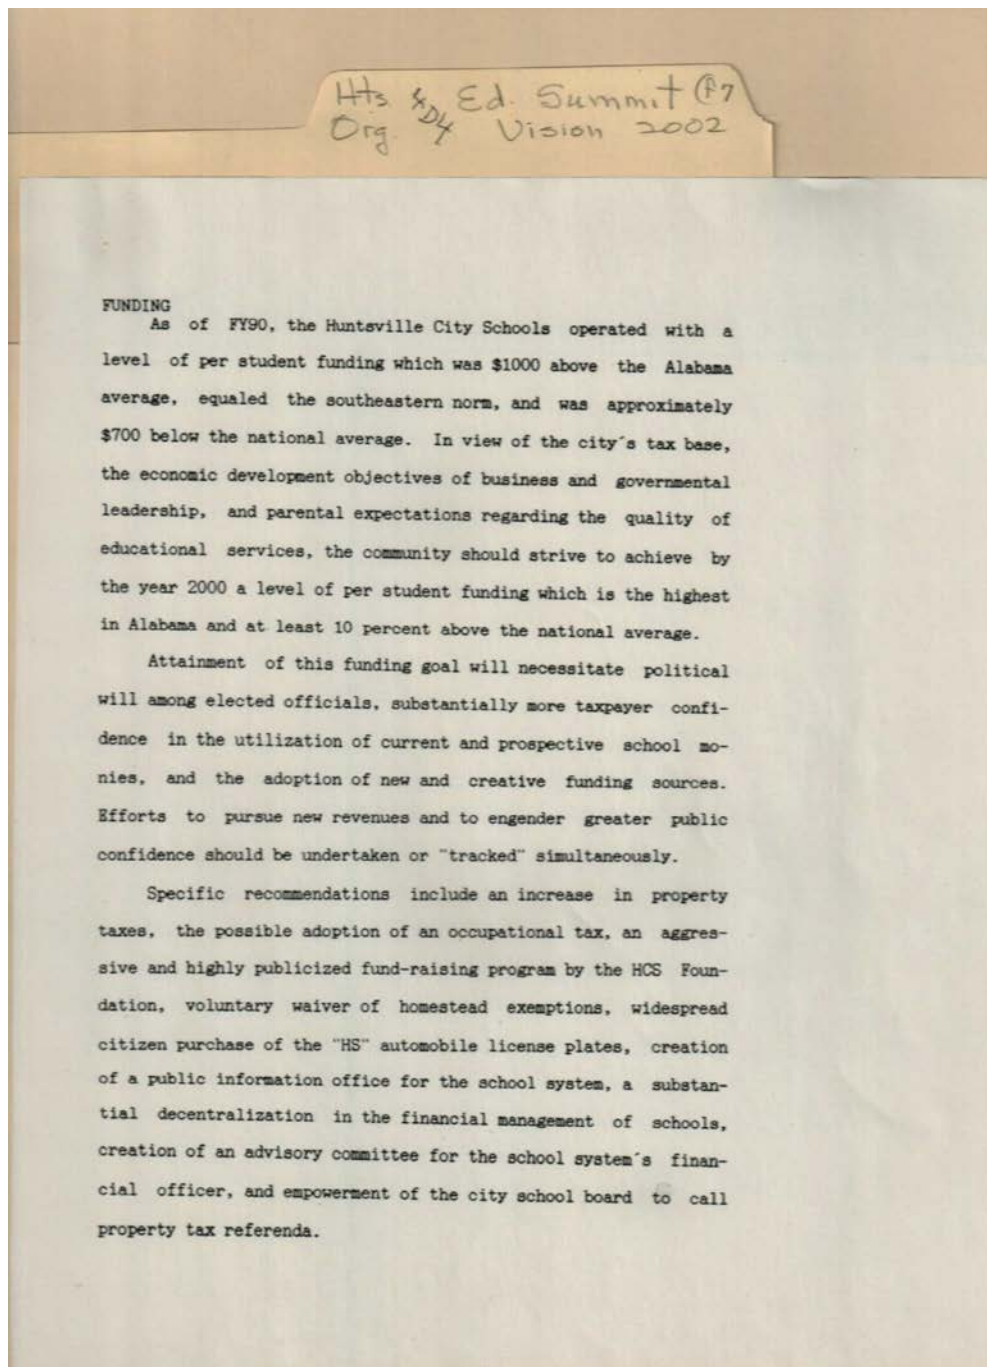 Hts & Ed. Summit
Org. D4 Vision 2002
FUNDING
As of FY90, the Huntsville City Schools operated with a
level of per student funding which was $1000 above the Alabama
average, equaled the southeastern norm, and was approximately
$700 below the national average. In view of the city's tax base,
the economic development objectives of business and governmental
leadership, and parental expectations regarding the quality of
educational services, the community should strive to achieve by
the year 2000 a level of per student funding which is the highest
in Alabama and at least 10 percent above the national average.
Attainment of this funding goal will necessitate political
will among elected officials, substantially more taxpayer confi-
dence in the utilization of current and prospective school mo-
nies, and the adoption of new and creative funding sources.
Efforts to pursue new revenues and to engender greater public
confidence should be undertaken or "tracked" simultaneously.
Specific recommendations include an increase in property
taxes, the possible adoption of an occupational tax, an aggres-
sive and highly publicized fund-raising program by the HCS Foun-
dation, voluntary waiver of homestead exemptions, widespread
citizen purchase of the "HS" automobile license plates, creation
of a public information office for the school system, a substan-
tial decentralization in the financial management of schools,
creation of an advisory committee for the school system's finan-
cial officer, and empowerment of the city school board to call
property tax referenda.